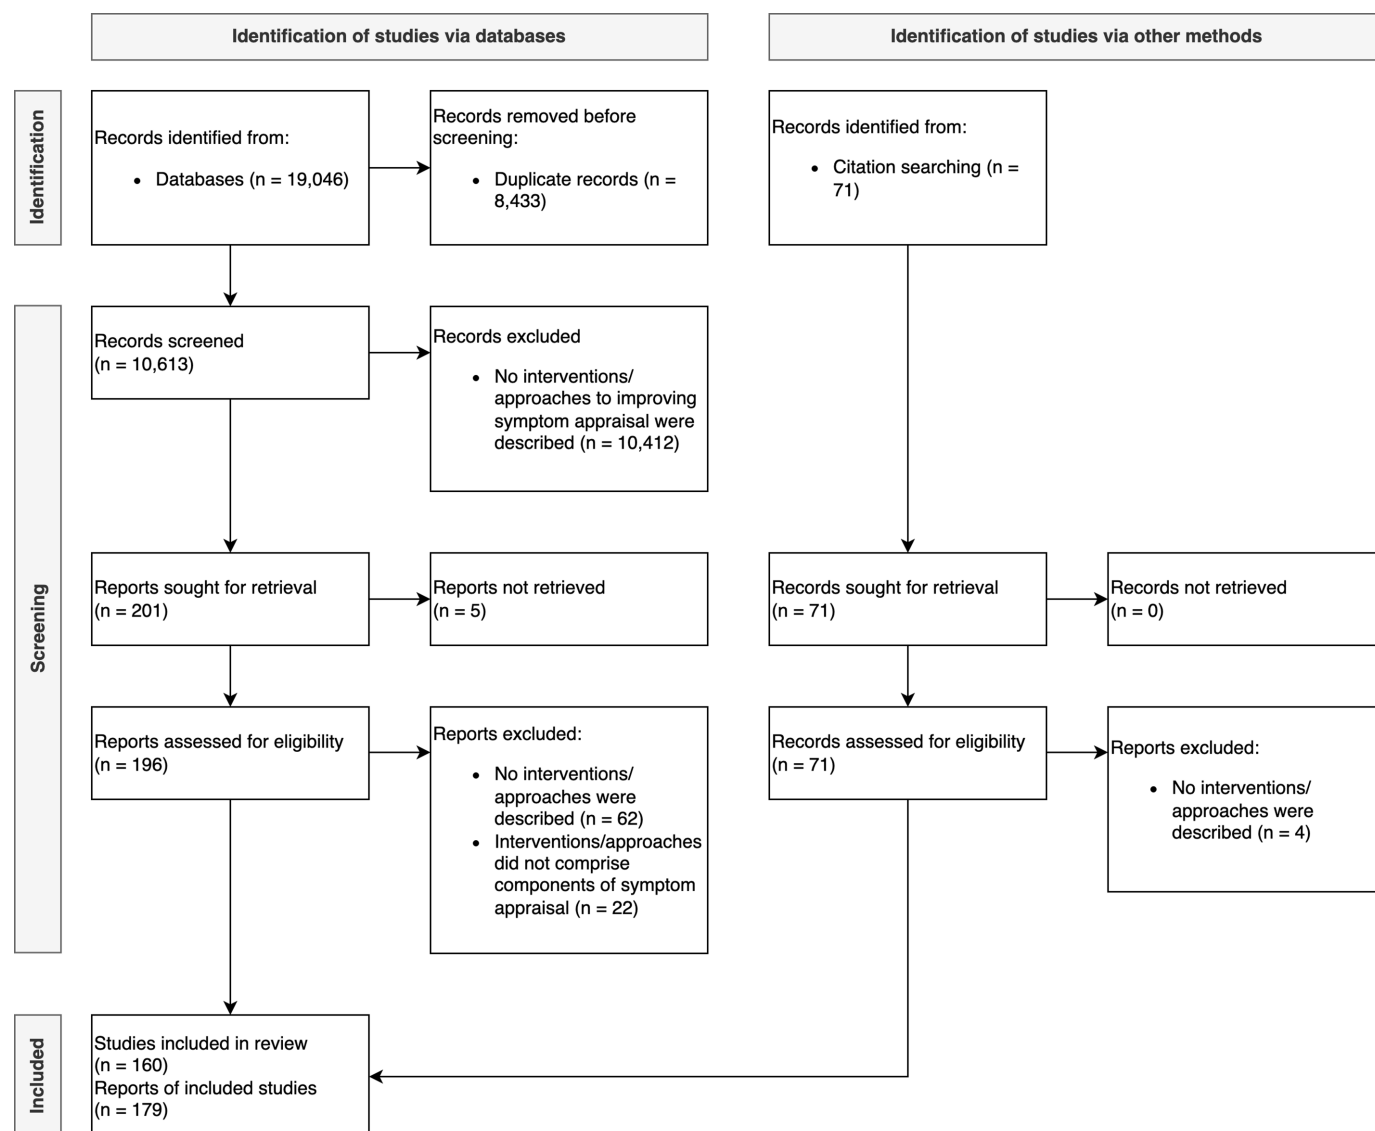 Identification of studies via databases
Identification of studies via other methods
Identification
Records identified from:
• Databases (n = 19,046)
Records removed before
screening:
• Duplicate records (n =
8,433)
Records identified from:
• Citation searching (n =
71)
Screening
Records screened
(n = 10,613)
Records excluded
• No interventions/
approaches to improving
symptom appraisal were
described (n = 10,412)
Reports sought for retrieval
(n = 201)
Reports not retrieved
(n = 5)
Records sought for retrieval
(n = 71)
Records not retrieved
(n = 0)
Reports assessed for eligibility
(n = 196)
Reports excluded:
• No interventions/
approaches were
described (n = 62)
• Interventions/approaches
did not comprise
components of symptom
appraisal (n = 22)
Records assessed for eligibility
(n = 71)
Reports excluded:
• No interventions/
approaches were
described (n = 4)
Included
Studies included in review
(n = 160)
Reports of included studies
(n = 179)